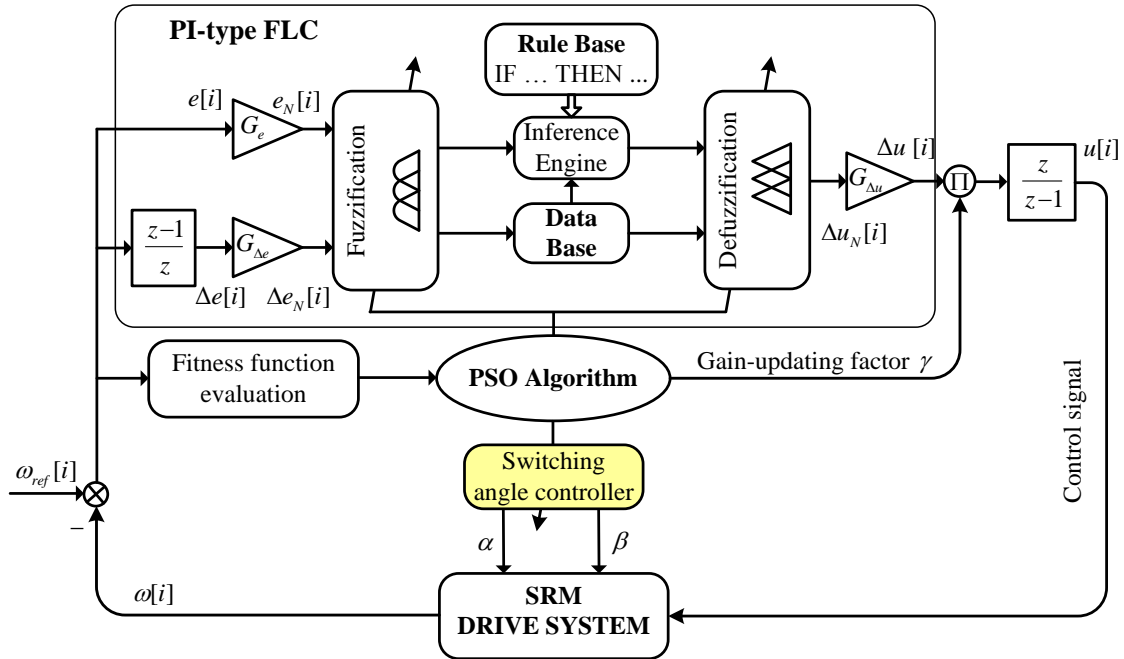 PI-type FLC
Rule Base
IF … THEN ...
e[i]
e_N[i]
G_e
Fuzzification
Inference
Engine
Defuzzification
Δu [i]
G_Δu
Π
z
z−1
u[i]
z−1
z
G_Δe
Data
Base
Δu_N[i]
Δe[i]
Δe_N[i]
Fitness function
evaluation
PSO Algorithm
Gain-updating factor γ
Control signal
ω_ref [i]
−
Switching
angle controller
α
β
ω[i]
SRM
DRIVE SYSTEM